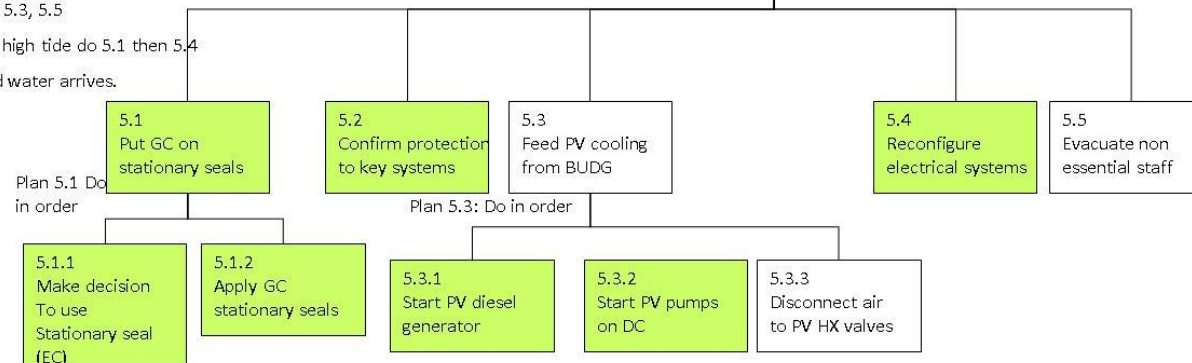 5.3, 5.5
high tide do 5.1 then 5.4
water arrives.
5.1
Put GC on
stationary seals
5.2
Confirm protection
to key systems
5.3
Feed PV cooling
from BUDG
5.4
Reconfigure
electrical systems
5.5
Evacuate non
essential staff
Plan 5.1 Do
in order
Plan 5.3: Do in order
5.1.1
Make decision
To use
Stationary seal
(EC)
5.1.2
Apply GC
stationary seals
5.3.1
Start PV diesel
generator
5.3.2
Start PV pumps
on DC
5.3.3
Disconnect air
to PV HX valves